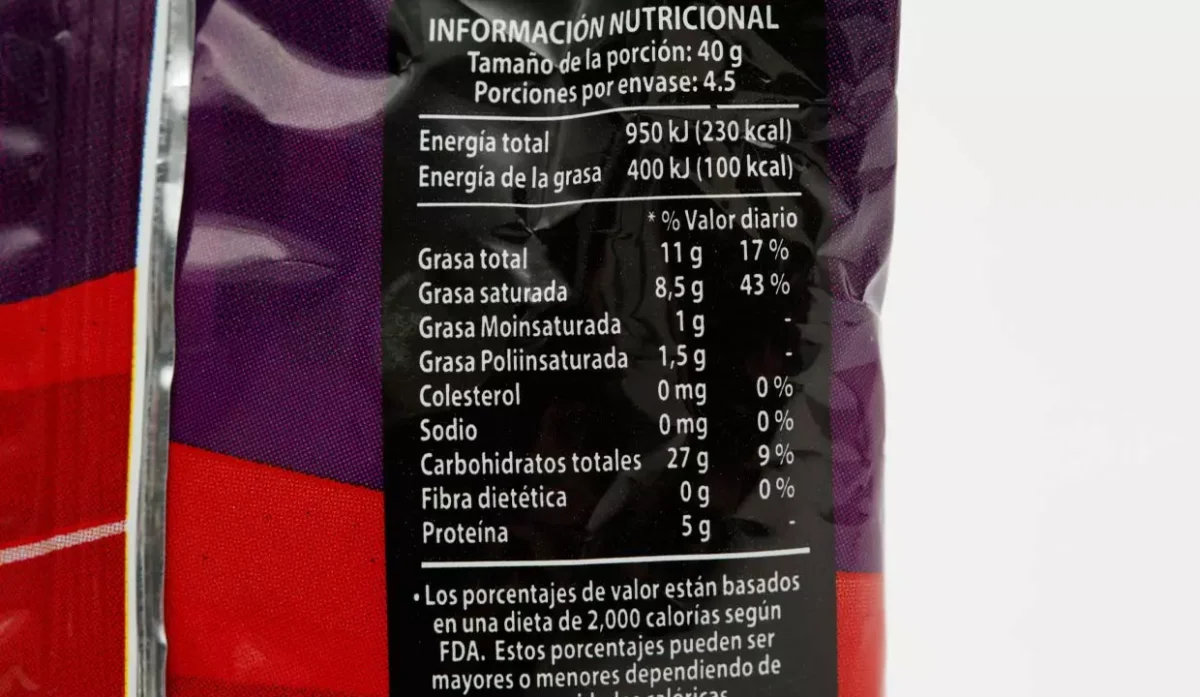 INFORMACIÓN NUTRICIONAL
Tamaño de la porción: 40 g
Porciones por envase: 4.5
Energía total 950 kJ (230 kcal)
Energía de la grasa 400 kJ (100 kcal)
* % Valor diario
Grasa total 11 g 17 %
Grasa saturada 8,5 g 43 %
Grasa Moinsaturada 1 g -
Grasa Poliinsaturada 1,5 g -
Colesterol 0 mg 0 %
Sodio 0 mg 0 %
Carbohidratos totales 27 g 9 %
Fibra dietética 0 g 0 %
Proteína 5 g -
• Los porcentajes de valor están basados
en una dieta de 2,000 calorías según
FDA. Estos porcentajes pueden ser
mayores o menores dependiendo de
calóricas